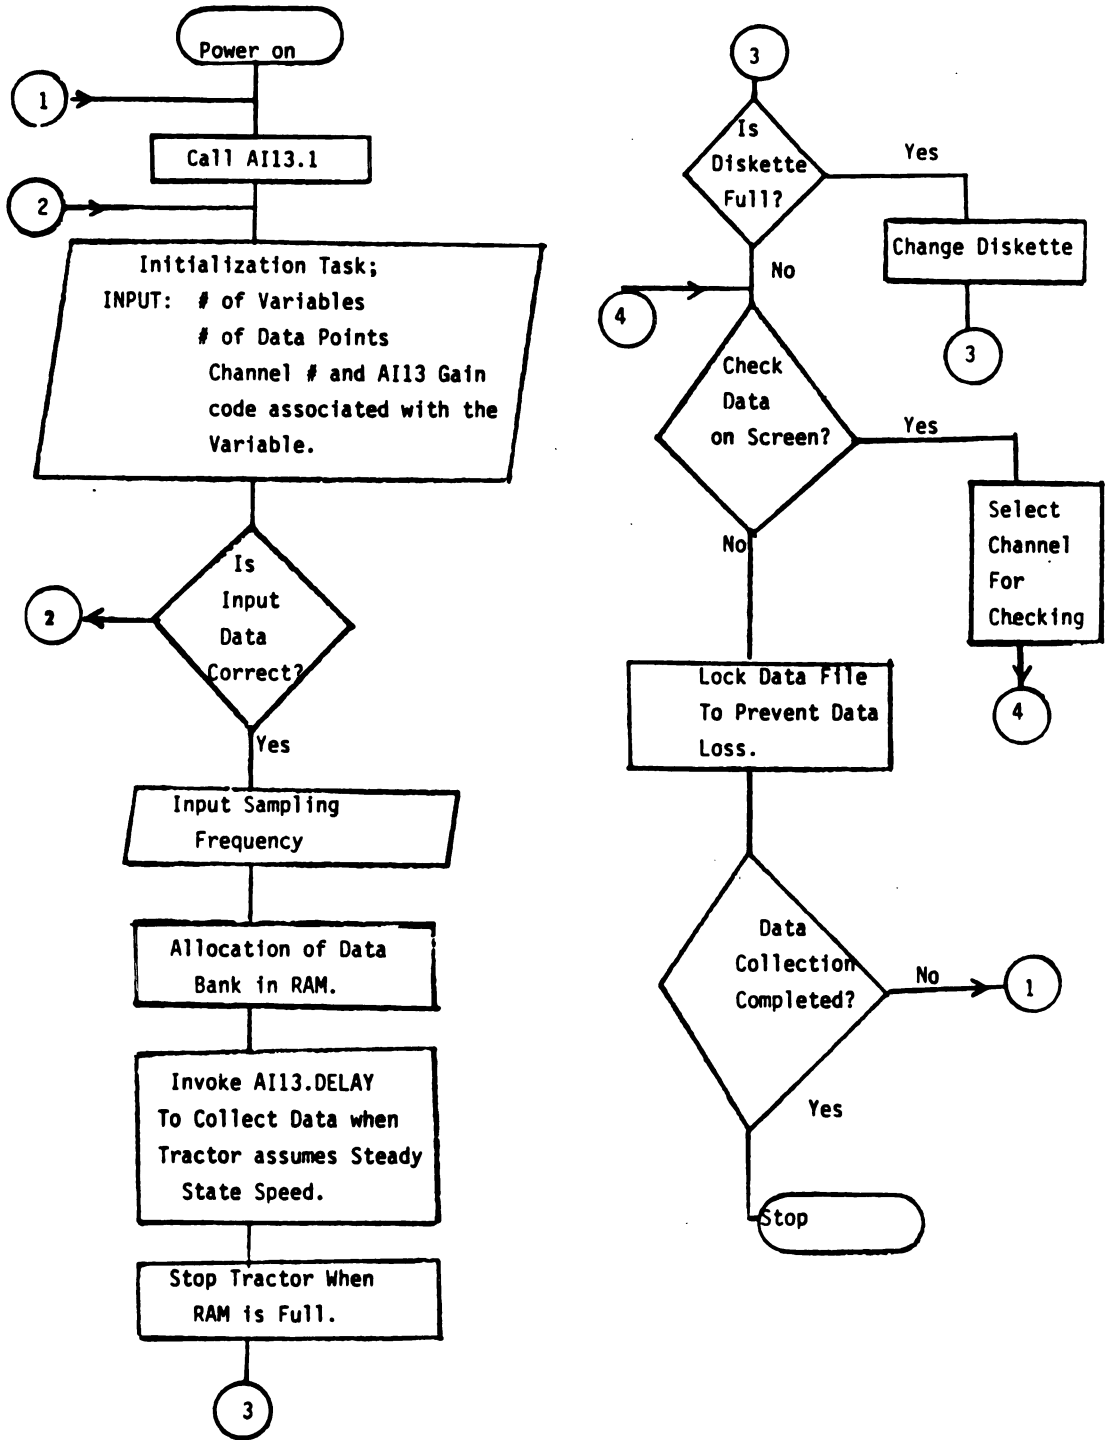 Power on
1
Call AI13.1
2
Initialization Task;
INPUT: # of Variables
# of Data Points
Channel # and AI13 Gain
code associated with the
Variable.
Is
Input
Data
Correct?
2
Yes
Input Sampling
Frequency
Allocation of Data
Bank in RAM.
Invoke AI13.DELAY
To Collect Data when
Tractor assumes Steady
State Speed.
Stop Tractor When
RAM is Full.
3
3
Is
Diskette
Full?
Yes
Change Diskette
3
No
4
Check
Data
on Screen?
Yes
Select
Channel
For
Checking
4
No
Lock Data File
To Prevent Data
Loss.
Data
Collection
Completed?
No
1
Yes
Stop